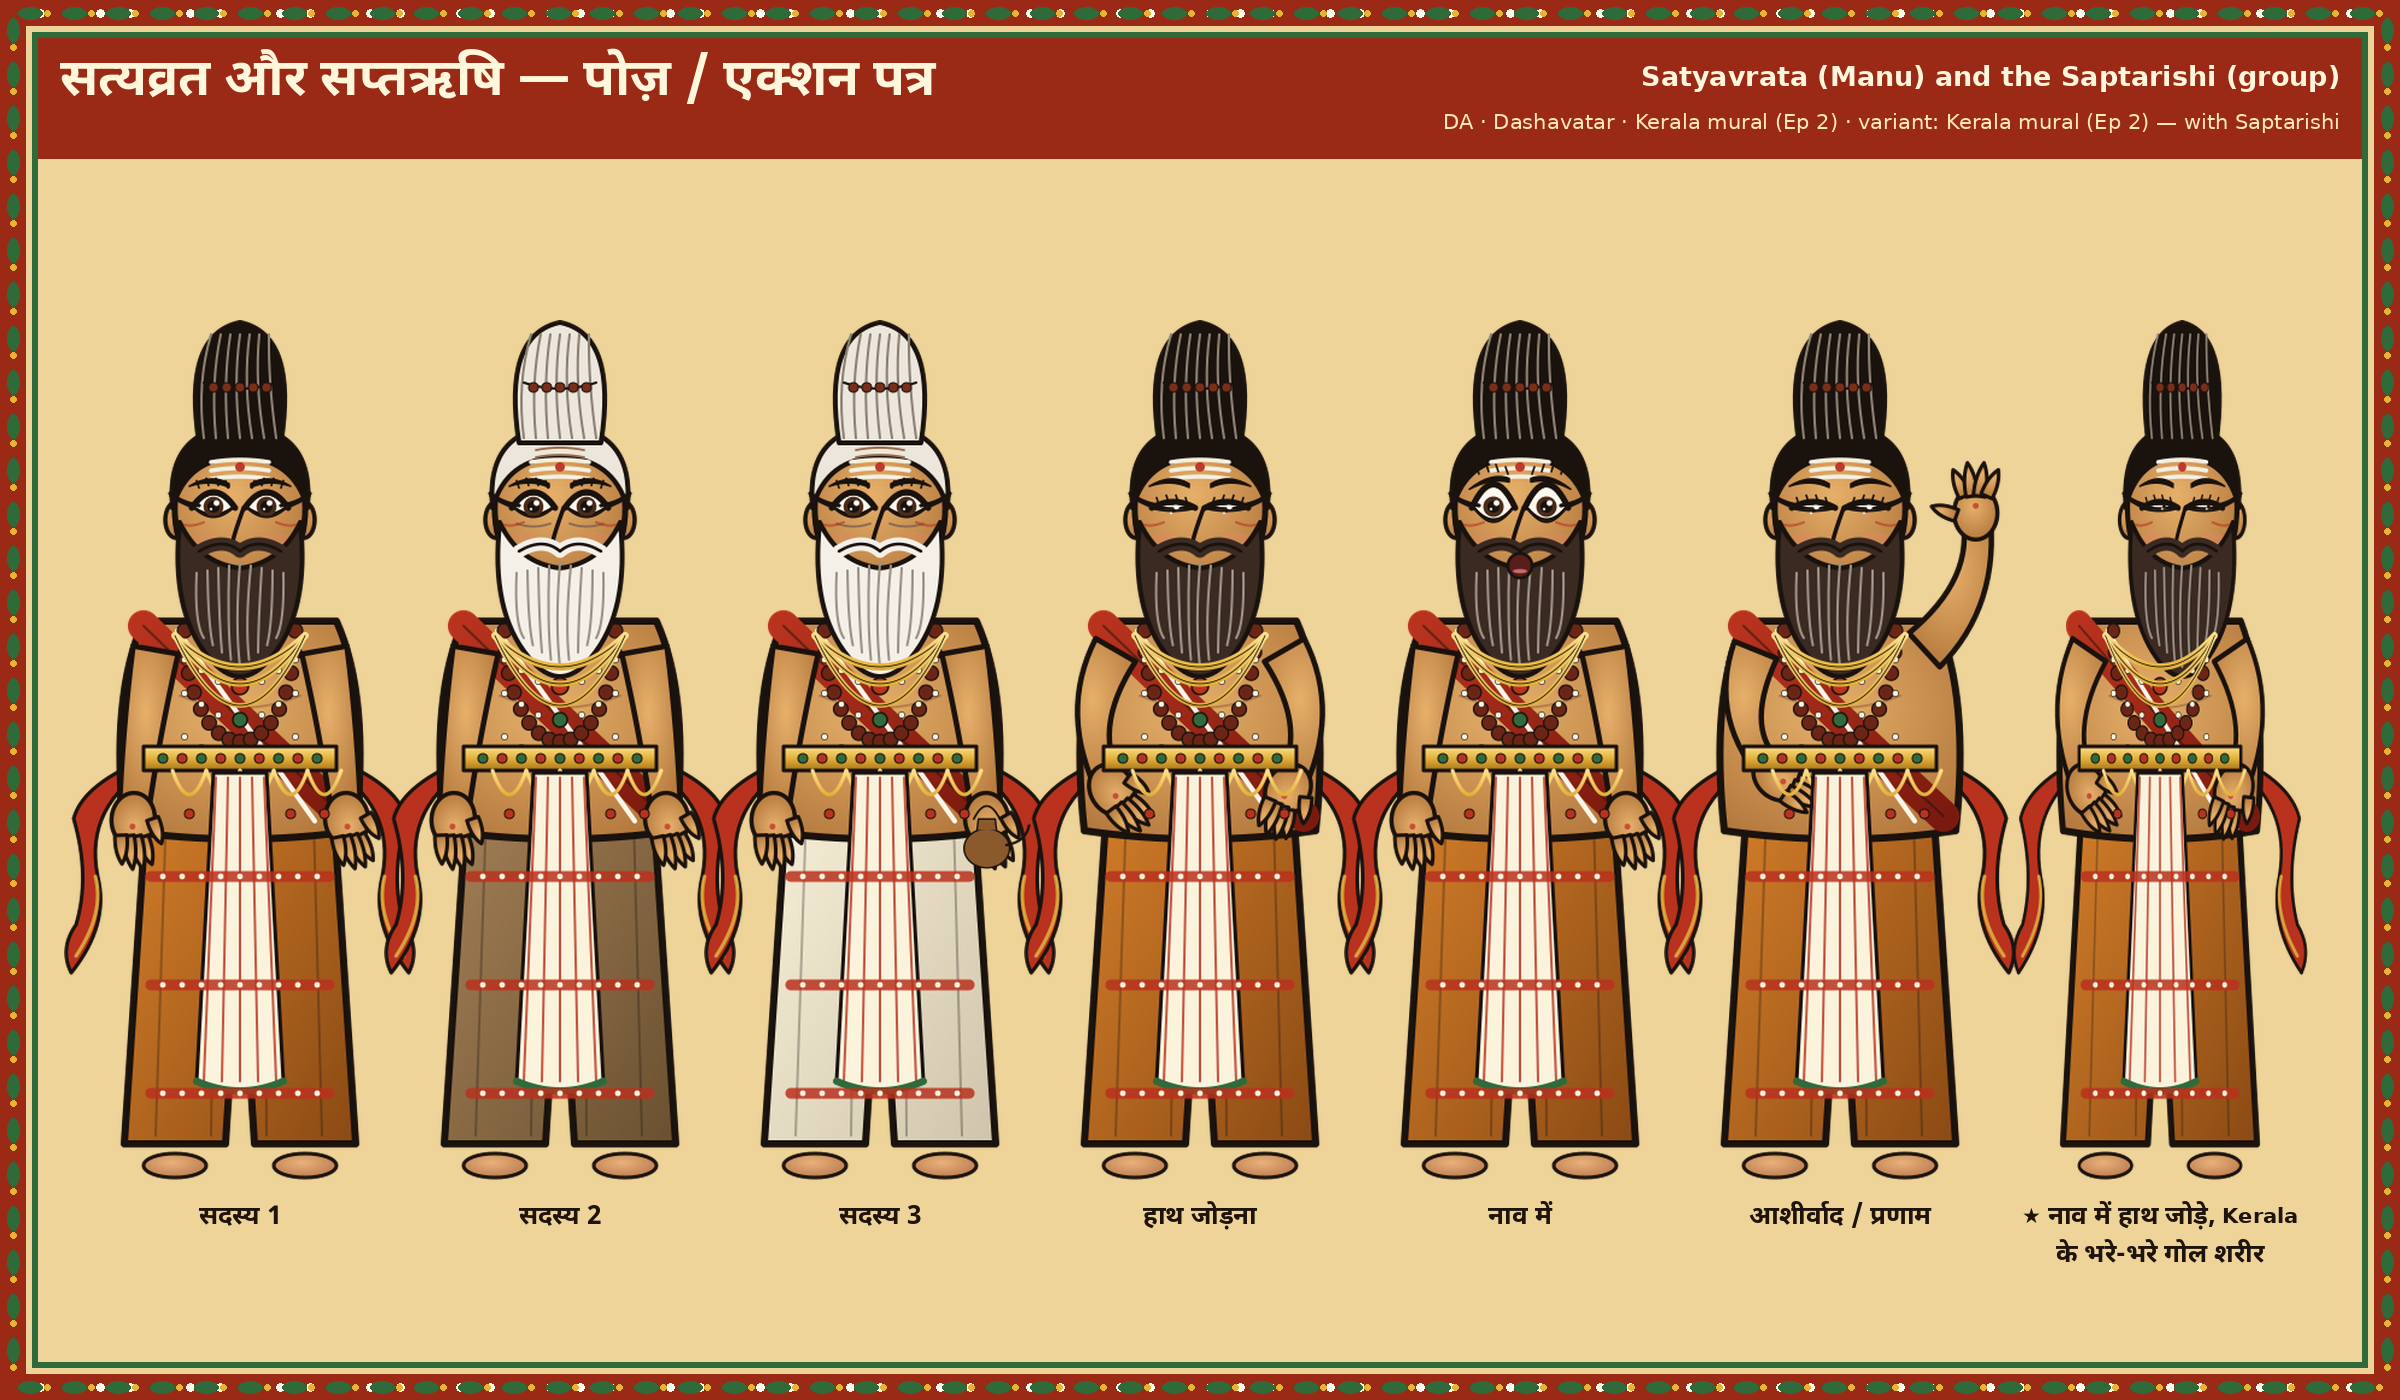 सत्यव्रत और सप्तऋषि — पोज़ / एक्शन पत्र
Satyavrata (Manu) and the Saptarishi (group)
DA · Dashavatar · Kerala mural (Ep 2) · variant: Kerala mural (Ep 2) — with Saptarishi
सदस्य 1
सदस्य 2
सदस्य 3
हाथ जोड़ना
नाव में
आशीर्वाद / प्रणाम
★ नाव में हाथ जोड़े, Kerala
के भरे-भरे गोल शरीर